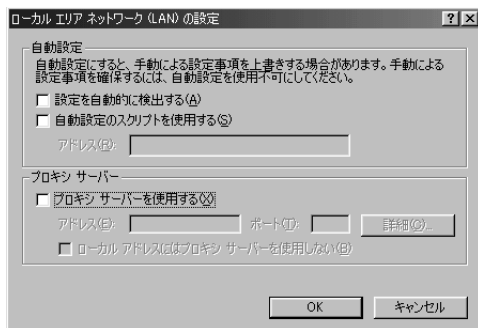 ローカル エリア ネットワーク (LAN) の設定
自動設定
自動設定にすると、手動による設定事項を上書きする場合があります。手動による
設定事項を確保するには、自動設定を使用不可にしてください。
設定を自動的に検出する(A)
自動設定のスクリプトを使用する(S)
アドレス(R):
プロキシ サーバー
プロキシ サーバーを使用する(X)
アドレス(E): ポート(T): 詳細(C)...
ローカル アドレスにはプロキシ サーバーを使用しない(B)
OK キャンセル